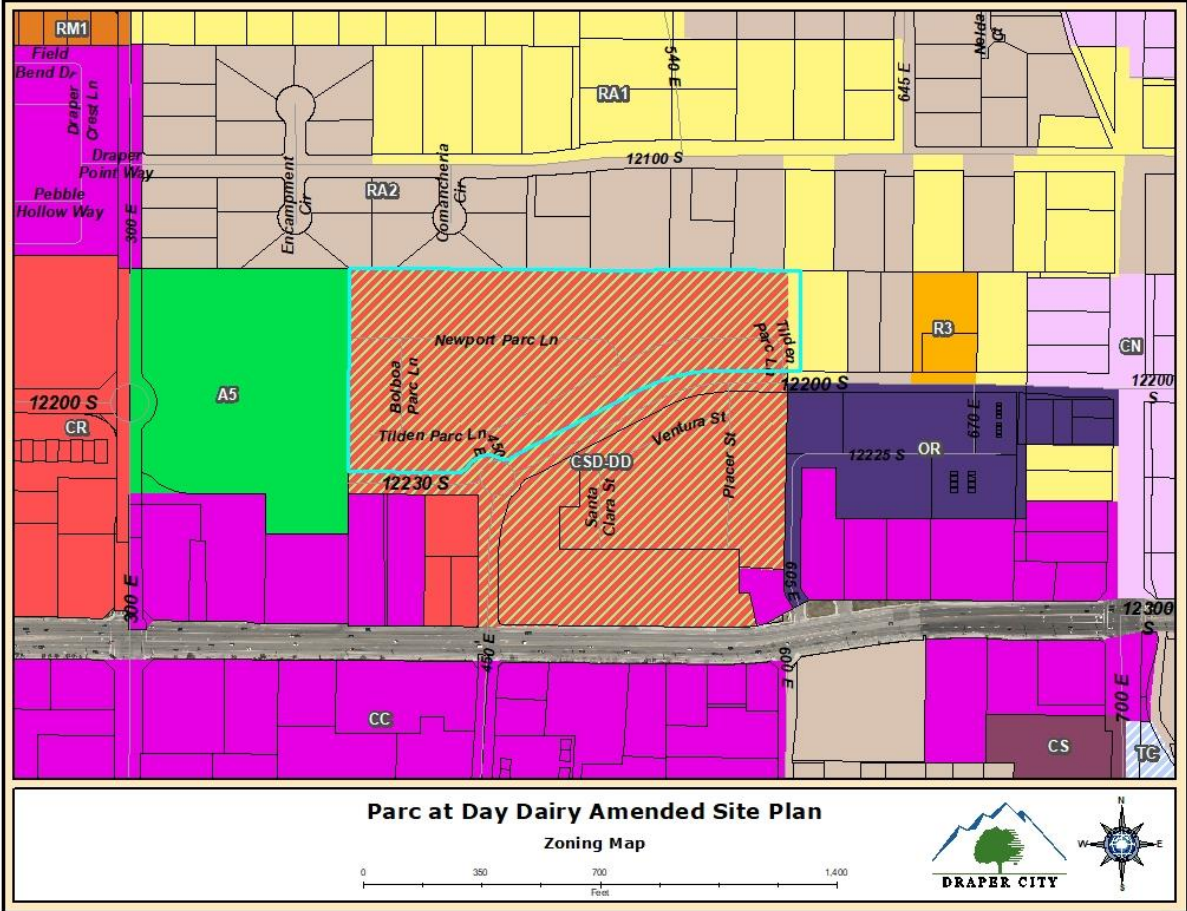 RM1
Field
Bend Dr
Draper
Crest Ln
540 E
Nelda
Ct
RA1
645 E
Draper
Point Way
12100 S
Encampment
Cir
RA2
Comancheria
Cir
Pebble
Hollow Way
300 E
Newport Parc Ln
Tilden
Parc Ln
R3
CN
A5
Bolboa
Parc Ln
12200 S
12200
S
12200 S
CR
Tilden Parc Ln
450
E
Ventura St
Placer St
670 E
OR
12225 S
CSD-DD
12230 S
Santa
Clara St
300 E
605 E
12300
S
450 E
600 E
700 E
CC
CS
TC
Parc at Day Dairy Amended Site Plan
Zoning Map
0 350 700 1,400
Feet
DRAPER CITY
N
W E
S